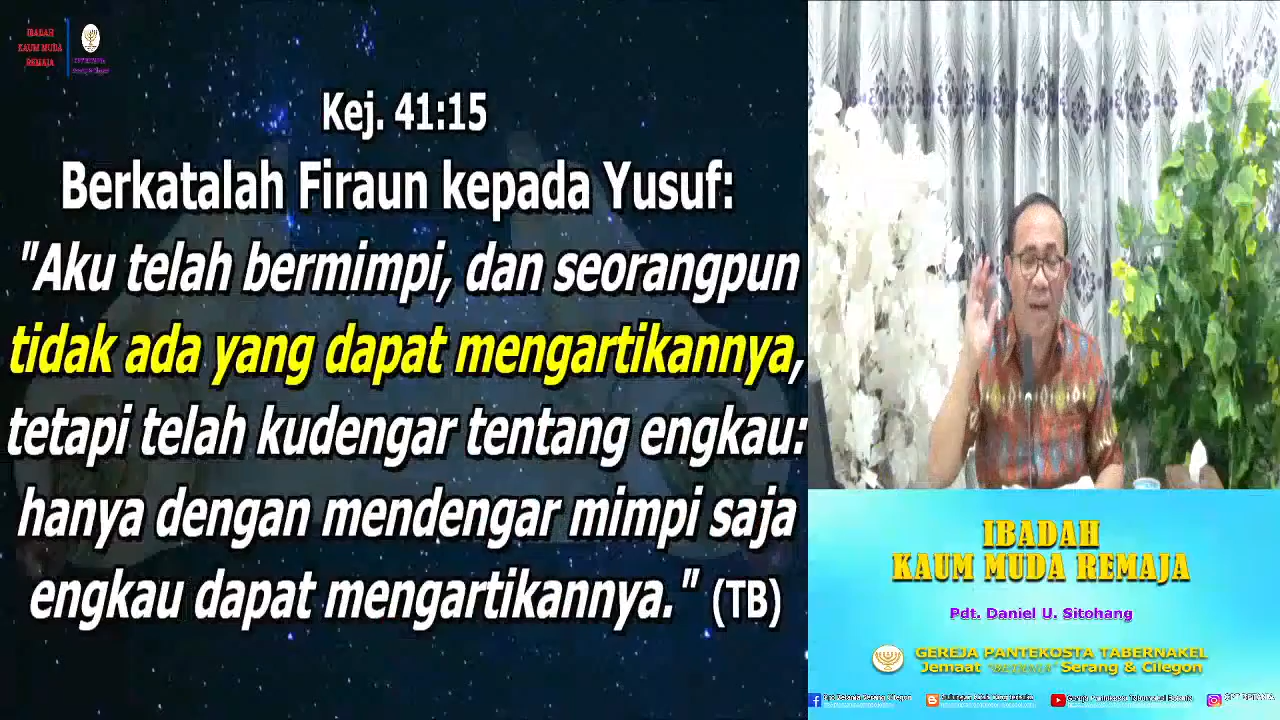 IBADAH
KAUM MUDA
REMAJA
Kej. 41:15
Berkatalah Firaun kepada Yusuf:
"Aku telah bermimpi, dan seorangpun
tidak ada yang dapat mengartikannya,
tetapi telah kudengar tentang engkau:
hanya dengan mendengar mimpi saja
engkau dapat mengartikannya." (TB)
IBADAH
KAUM MUDA REMAJA
Pdt. Daniel U. Sitohang
GEREJA PANTEKOSTA TABERNAKEL
Jemaat "BETANIA" Serang & Cilegon